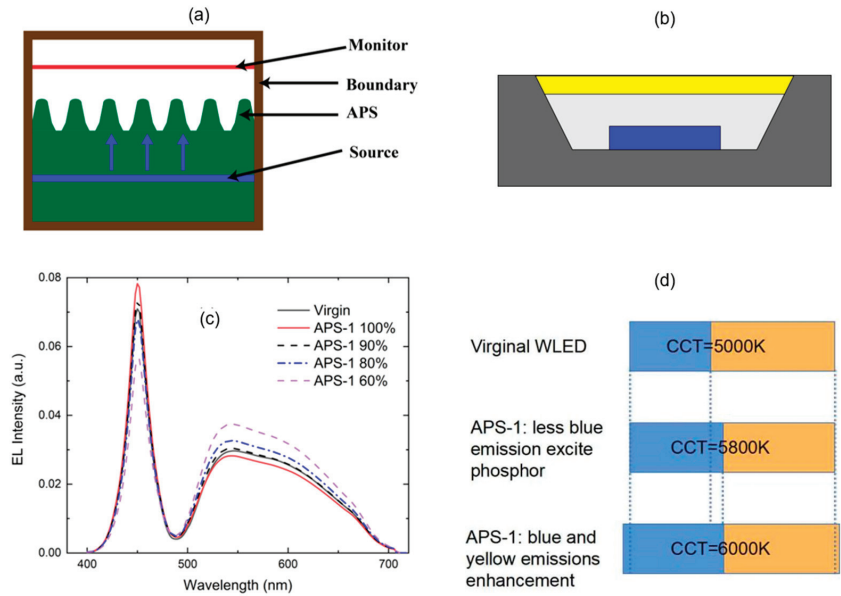 (a)
Monitor
Boundary
APS
Source
(b)
(c)
EL Intensity (a.u.)
0.08
0.06
0.04
0.02
0.00
400
500
600
700
Wavelength (nm)
Virgin
APS-1 100%
APS-1 90%
APS-1 80%
APS-1 60%
(d)
Virginal WLED
CCT=5000K
APS-1: less blue
emission excite
phosphor
CCT=5800K
APS-1: blue and
yellow emissions
enhancement
CCT=6000K